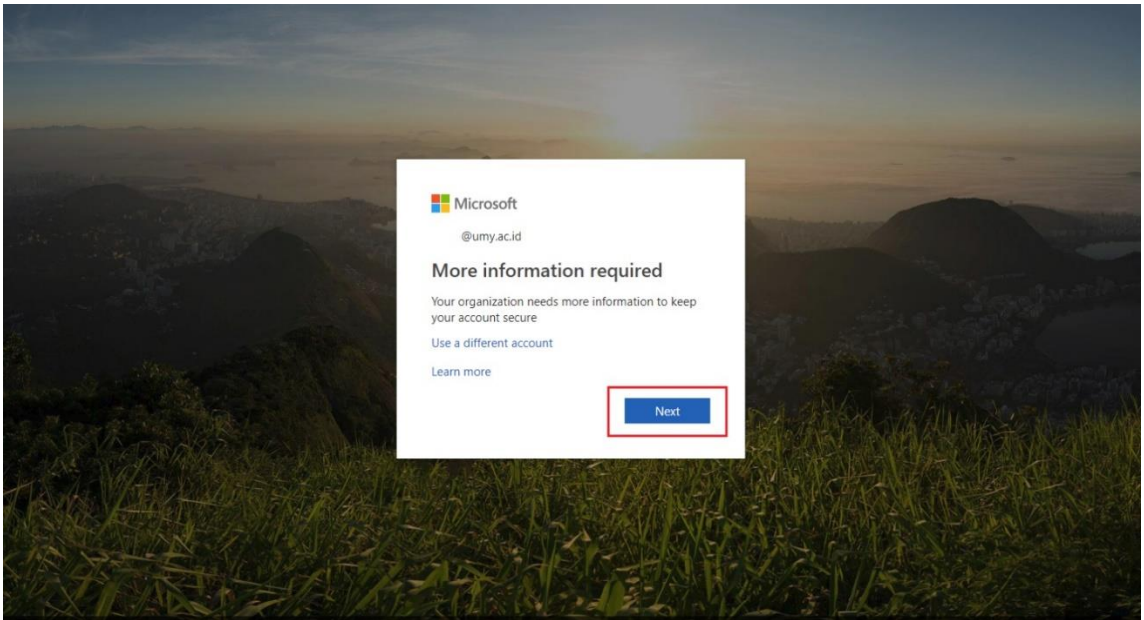 Microsoft
@umy.ac.id
More information required
Your organization needs more information to keep
your account secure
Use a different account
Learn more
Next